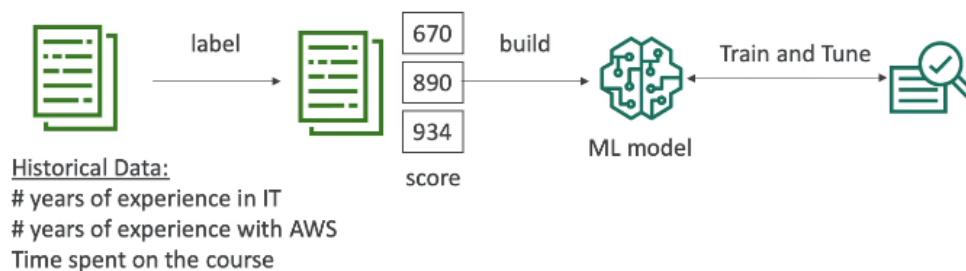 label
670
890
934
score
build
ML model
Train and Tune
Historical Data:
# years of experience in IT
# years of experience with AWS
Time spent on the course